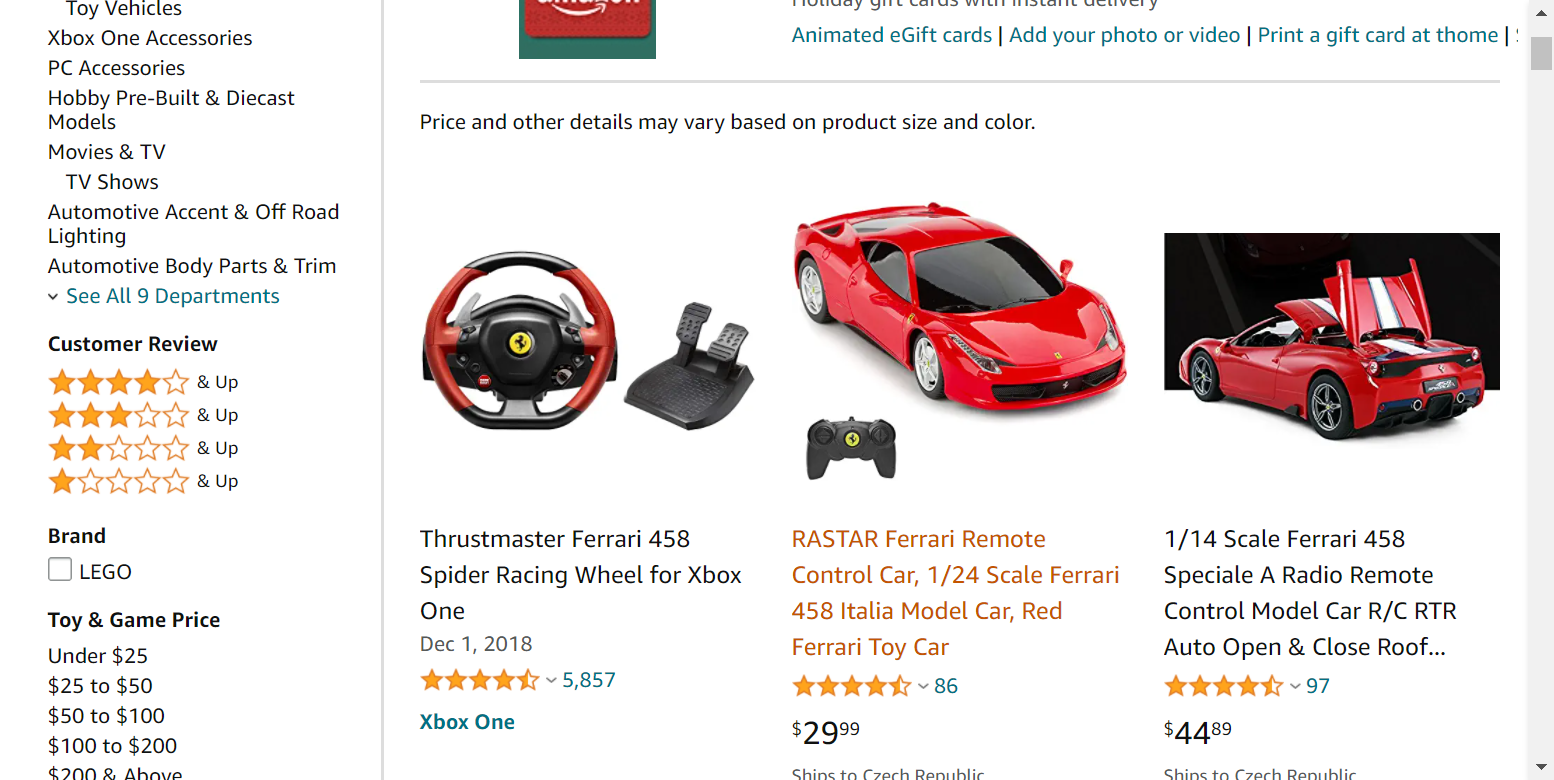 Toy Vehicles
Xbox One Accessories
PC Accessories
Hobby Pre-Built & Diecast
Models
Movies & TV
TV Shows
Automotive Accent & Off Road
Lighting
Automotive Body Parts & Trim
See All 9 Departments
Customer Review
& Up
& Up
& Up
& Up
Brand
LEGO
Toy & Game Price
Under $25
$25 to $50
$50 to $100
$100 to $200
$200 & Above
amazon
Holiday gift cards with instant delivery
Animated eGift cards | Add your photo or video | Print a gift card at thome |
Price and other details may vary based on product size and color.
Thrustmaster Ferrari 458
Spider Racing Wheel for Xbox
One
Dec 1, 2018
5,857
Xbox One
RASTAR Ferrari Remote
Control Car, 1/24 Scale Ferrari
458 Italia Model Car, Red
Ferrari Toy Car
86
$2999
Ships to Czech Republic
1/14 Scale Ferrari 458
Speciale A Radio Remote
Control Model Car R/C RTR
Auto Open & Close Roof...
97
$4489
Ships to Czech Republic